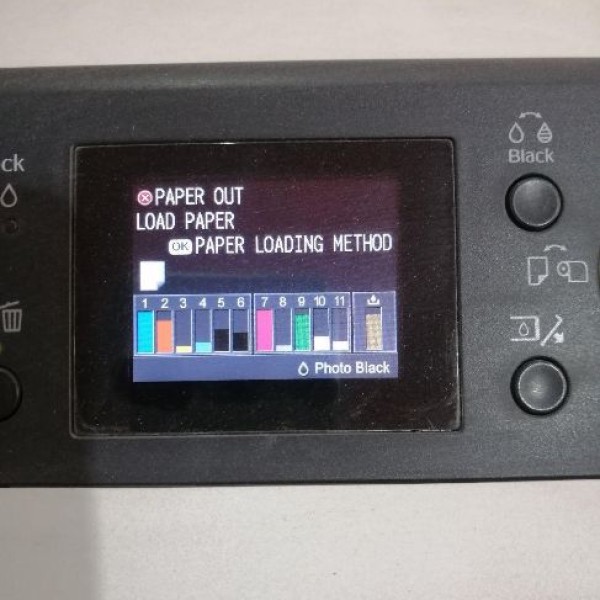 PAPER OUT
LOAD PAPER
OK PAPER LOADING METHOD
1 2 3 4 5 6 7 8 9 10 11
Photo Black
ck
Black